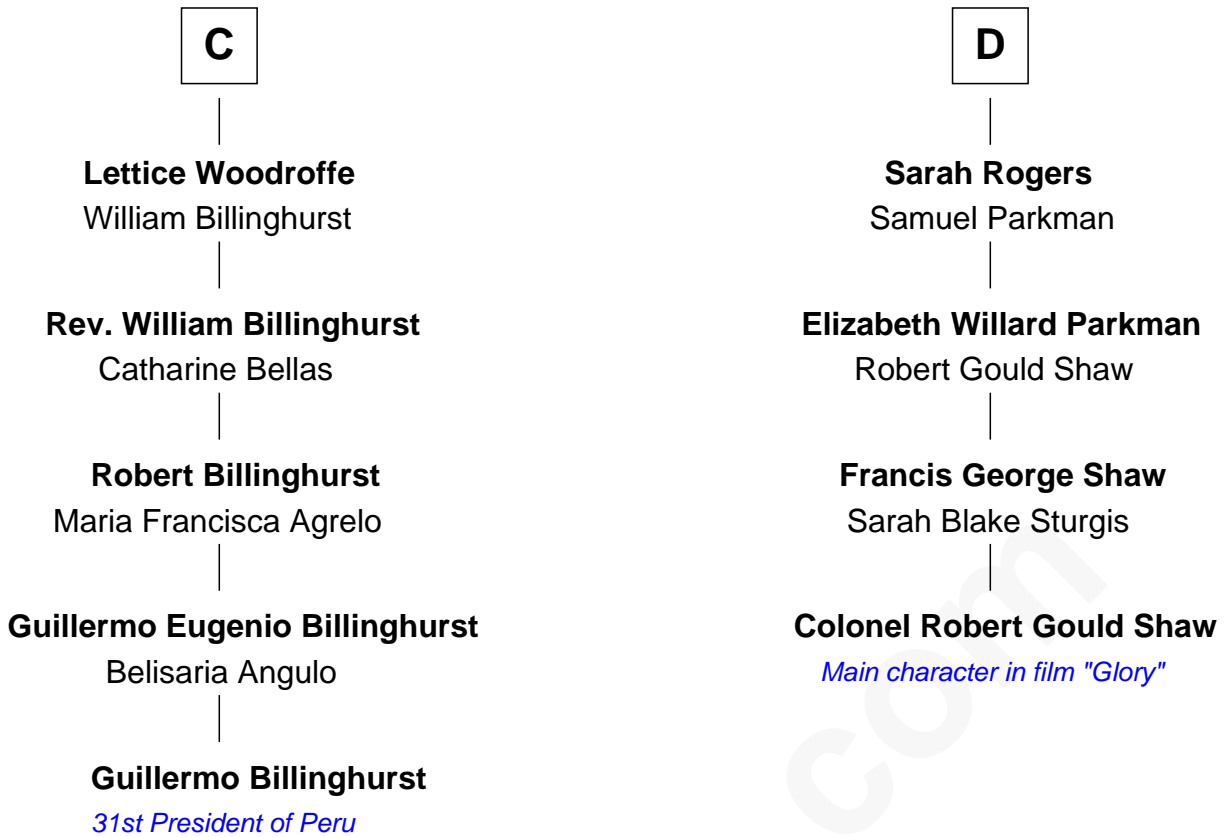 C
Lettice Woodroffe
William Billinghurst
Rev. William Billinghurst
Catharine Bellas
Robert Billinghurst
Maria Francisca Agrelo
Guillermo Eugenio Billinghurst
Belisaria Angulo
Guillermo Billinghurst
31st President of Peru
D
Sarah Rogers
Samuel Parkman
Elizabeth Willard Parkman
Robert Gould Shaw
Francis George Shaw
Sarah Blake Sturgis
Colonel Robert Gould Shaw
Main character in film "Glory"
com